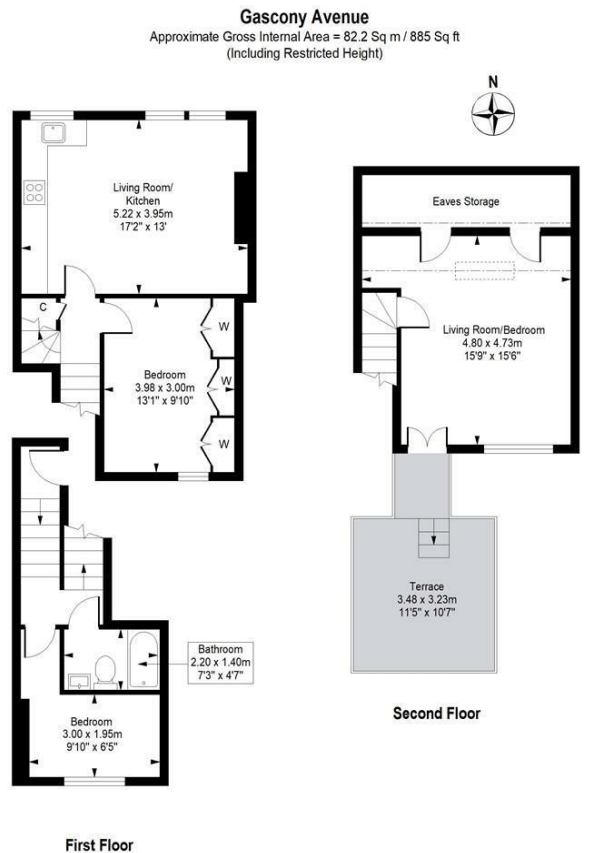 Gascony Avenue
Approximate Gross Internal Area = 82.2 Sq m / 885 Sq ft
(Including Restricted Height)
N
Living Room/
Kitchen
5.22 x 3.95m
17'2" x 13'
C
Bedroom
3.98 x 3.00m
13'1" x 9'10"
W
W
W
Bathroom
2.20 x 1.40m
7'3" x 4'7"
Bedroom
3.00 x 1.95m
9'10" x 6'5"
First Floor
Eaves Storage
Living Room/Bedroom
4.80 x 4.73m
15'9" x 15'6"
Terrace
3.48 x 3.23m
11'5" x 10'7"
Second Floor